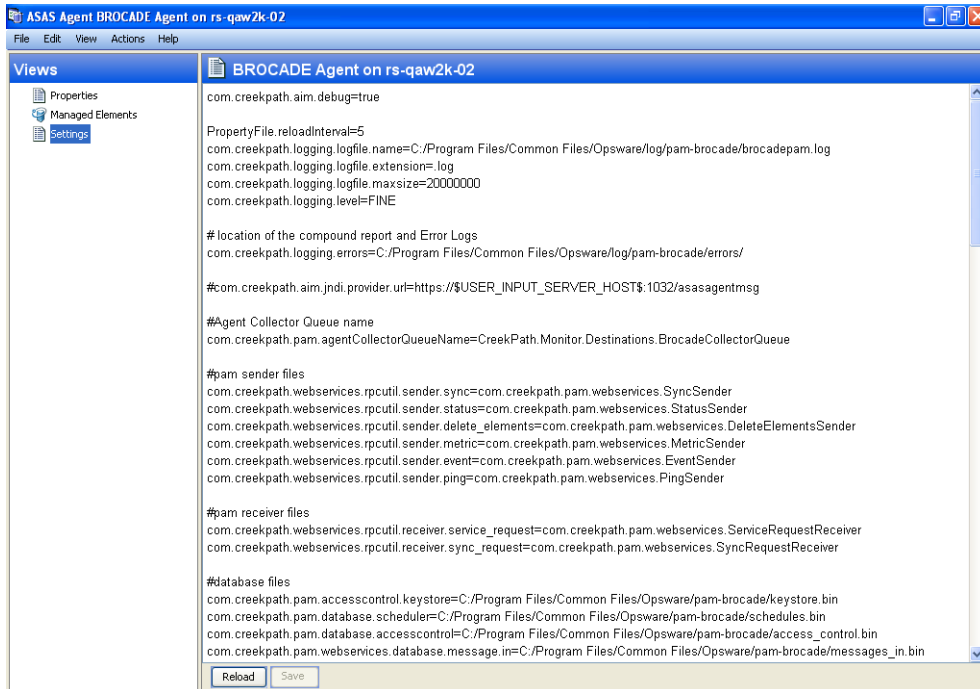 ASAS Agent BROCADE Agent on rs-qaw2k-02
File Edit View Actions Help
Views
Properties
Managed Elements
Settings
BROCADE Agent on rs-qaw2k-02
com.creekpath.aim.debug=true
PropertyFile.reloadInterval=5
com.creekpath.logging.logfile.name=C:/Program Files/Common Files/Opsware/log/pam-brocade/brocadepam.log
com.creekpath.logging.logfile.extension=.log
com.creekpath.logging.logfile.maxsize=20000000
com.creekpath.logging.level=FINE
# location of the compound report and Error Logs
com.creekpath.logging.errors=C:/Program Files/Common Files/Opsware/log/pam-brocade/errors/
#com.creekpath.aim.jndi.provider.url=https://$USER_INPUT_SERVER_HOST$:1032/asasagentmsg
#Agent Collector Queue name
com.creekpath.pam.agentCollectorQueueName=CreekPath.Monitor.Destinations.BrocadeCollectorQueue
#pam sender files
com.creekpath.webservices.rpcutil.sender.sync=com.creekpath.pam.webservices.SyncSender
com.creekpath.webservices.rpcutil.sender.status=com.creekpath.pam.webservices.StatusSender
com.creekpath.webservices.rpcutil.sender.delete_elements=com.creekpath.pam.webservices.DeleteElementsSender
com.creekpath.webservices.rpcutil.sender.metric=com.creekpath.pam.webservices.MetricSender
com.creekpath.webservices.rpcutil.sender.event=com.creekpath.pam.webservices.EventSender
com.creekpath.webservices.rpcutil.sender.ping=com.creekpath.pam.webservices.PingSender
#pam receiver files
com.creekpath.webservices.rpcutil.receiver.service_request=com.creekpath.pam.webservices.ServiceRequestReceiver
com.creekpath.webservices.rpcutil.receiver.sync_request=com.creekpath.pam.webservices.SyncRequestReceiver
#database files
com.creekpath.pam.accesscontrol.keystore=C:/Program Files/Common Files/Opsware/pam-brocade/keystore.bin
com.creekpath.pam.database.scheduler=C:/Program Files/Common Files/Opsware/pam-brocade/schedules.bin
com.creekpath.pam.database.accesscontrol=C:/Program Files/Common Files/Opsware/pam-brocade/access_control.bin
com.creekpath.pam.webservices.database.message.in=C:/Program Files/Common Files/Opsware/pam-brocade/messages_in.bin
Reload Save